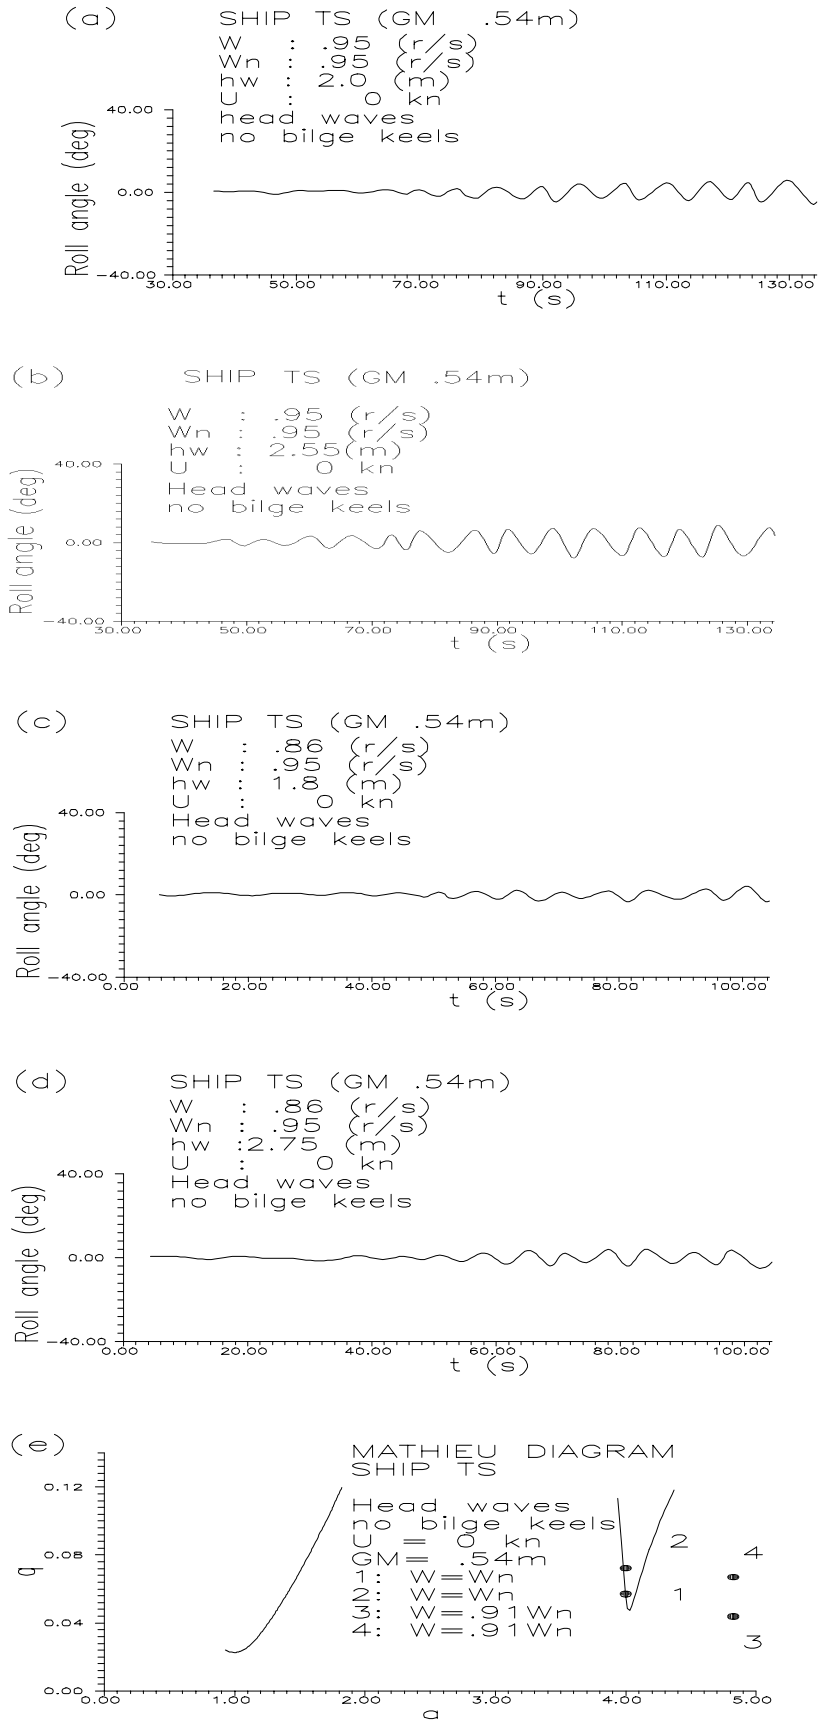 (a)
SHIP TS (GM .54m)
W : .95 (r/s)
Wn : .95 (r/s)
hw : 2.0 (m)
U : 0 kn
head waves
no bilge keels
Roll angle (deg)
40.00
0.00
-40.00
30.00 50.00 70.00 90.00 110.00 130.00
t (s)
(b)
SHIP TS (GM .54m)
W : .95 (r/s)
Wn : .95 (r/s)
hw : 2.55(m)
U : 0 kn
Head waves
no bilge keels
Roll angle (deg)
40.00
0.00
-40.00
30.00 50.00 70.00 90.00 110.00 130.00
t (s)
(c)
SHIP TS (GM .54m)
W : .86 (r/s)
Wn : .95 (r/s)
hw : 1.8 (m)
U : 0 kn
Head waves
no bilge keels
Roll angle (deg)
40.00
0.00
-40.00
0.00 20.00 40.00 60.00 80.00 100.00
t (s)
(d)
SHIP TS (GM .54m)
W : .86 (r/s)
Wn : .95 (r/s)
hw :2.75 (m)
U : 0 kn
Head waves
no bilge keels
Roll angle (deg)
40.00
0.00
-40.00
0.00 20.00 40.00 60.00 80.00 100.00
t (s)
(e)
MATHIEU DIAGRAM
SHIP TS
Head waves
no bilge keels
U = 0 kn
GM= .54m
1: W=Wn
2: W=Wn
3: W=.91Wn
4: W=.91Wn
2
4
1
3
q
0.12
0.08
0.04
0.00
0.00 1.00 2.00 3.00 4.00 5.00
a